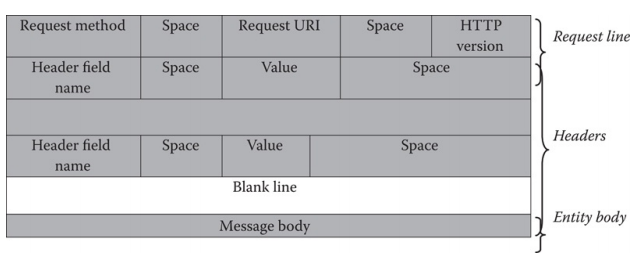 Request method Space Request URI Space HTTP version Request line
Header field name Space Value Space
Headers
Header field name Space Value Space
Blank line
Message body
Entity body